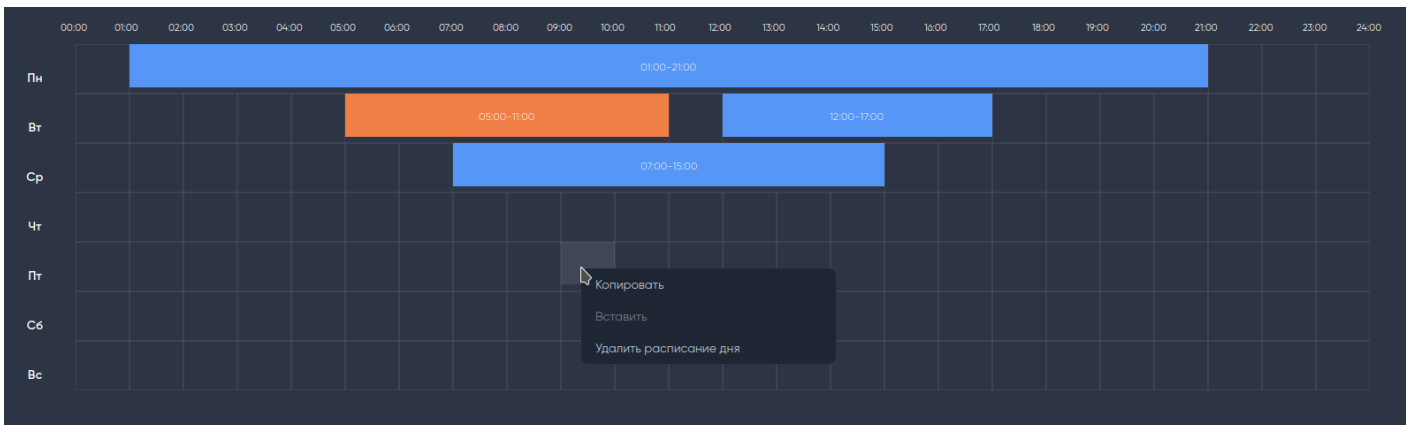 00:00 01:00 02:00 03:00 04:00 05:00 06:00 07:00 08:00 09:00 10:00 11:00 12:00 13:00 14:00 15:00 16:00 17:00 18:00 19:00 20:00 21:00 22:00 23:00 24:00
Пн 01:00-21:00
Вт 05:00-11:00 12:00-17:00
Ср 07:00-15:00
Чт
Пт
Копировать
Вставить
Сб
Удалить расписание дня
Вс